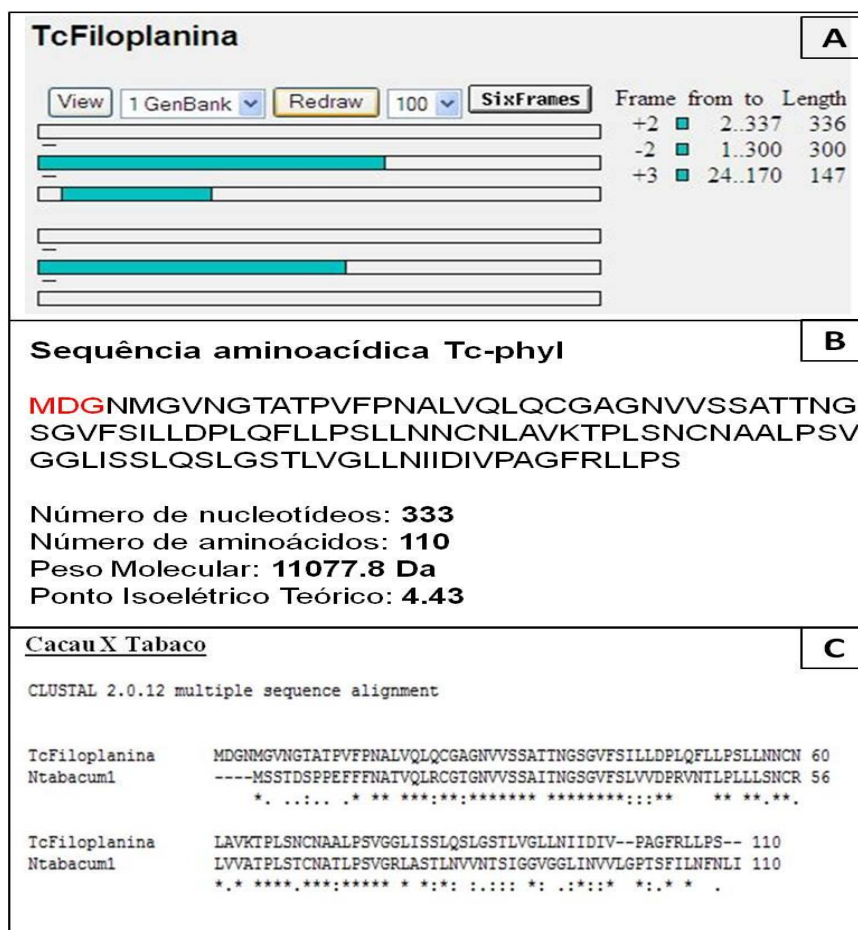 TcFiloplanina
A
View 1 GenBank Redraw 100 SixFrames
Frame from to Length
+2 2..337 336
-2 1..300 300
+3 24..170 147
B
Sequência aminoacídica Tc-phyl
MDGNMGVNGTATPVFPNALVQLQCGAGNVVSSATTNG
SGVFSILLDPLQFLLPSLLNNCNLAVKTPLSNCNAALPSV
GGLISSLQSLGSTLVGLLNIIDIVPAGFRLLPS
Número de nucleotídeos: 333
Número de aminoácidos: 110
Peso Molecular: 11077.8 Da
Ponto Isoelétrico Teórico: 4.43
C
Cacau X Tabaco
CLUSTAL 2.0.12 multiple sequence alignment
TcFiloplanina MDGNMGVNGTATPVFPNALVQLQCGAGNVVSSATTNGSGVFSILLDPLQFLLPSLLNNCN 60
Ntabacum1 ----MSSTDSPPEFFFNATVQLRCGTGNVVSSAITNGSGVFSLVVDPRVNTLPLLLSNCR 56
*. ..:.. .* ** ***:**:******* ********:::** ** **.**.
TcFiloplanina LAVKTPLSNCNAALPSVGGLISSLQSLGSTLVGLLNIIDIV--PAGFRLLPS-- 110
Ntabacum1 LVVATPLSTCNATLPSVGRLASTLNVVNTSIGGVGGLINVVLGPTSFILNFNLI 110
*.* ****.***:***** * *:*: :.::: *: .:*::* *:.* * .